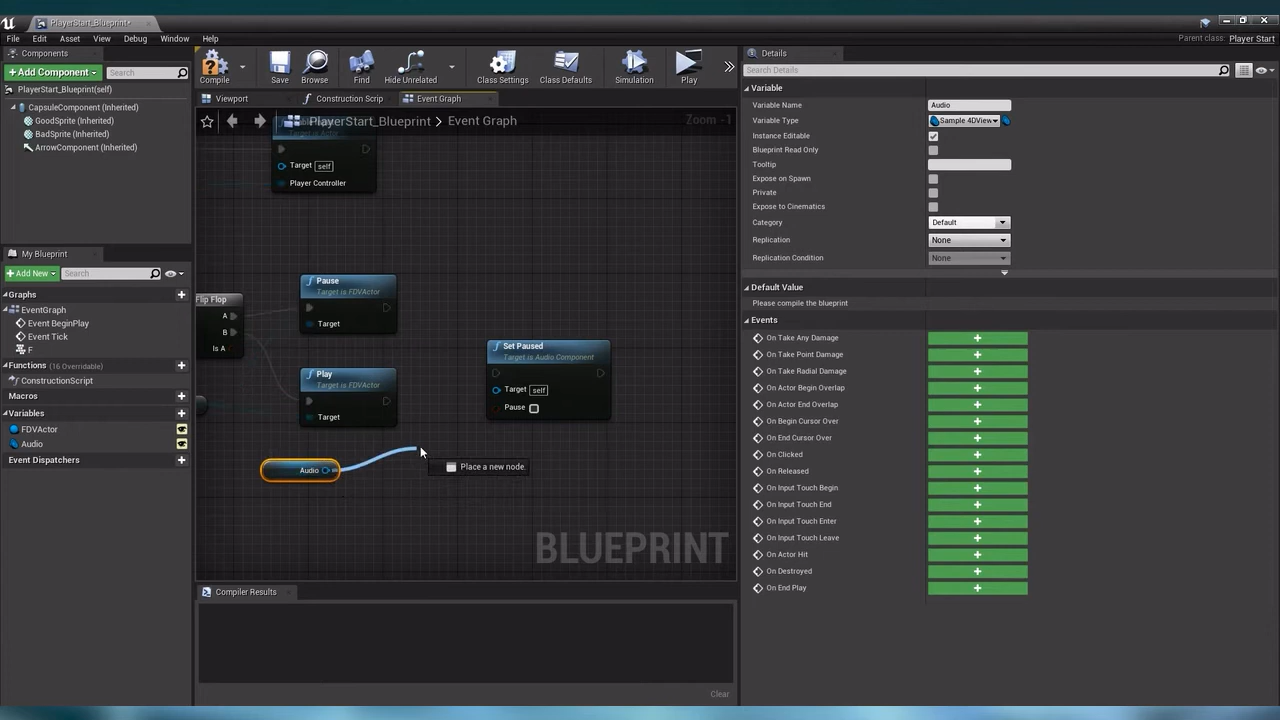 PlayerStart_Blueprint*
File Edit Asset View Debug Window Help
Parent class: Player Start
Components
+Add Component
Search
PlayerStart_Blueprint(self)
CapsuleComponent (Inherited)
GoodSprite (Inherited)
BadSprite (Inherited)
ArrowComponent (Inherited)
My Blueprint
+Add New
Search
Graphs
EventGraph
Event BeginPlay
Event Tick
F
Functions (16 Overridable)
ConstructionScript
Macros
Variables
FDVActor
Audio
Event Dispatchers
Compile
Save
Browse
Find
Hide Unrelated
Class Settings
Class Defaults
Simulation
Play
Viewport
Construction Scrip
Event Graph
PlayerStart_Blueprint > Event Graph
Zoom -1
Target is Actor
Target self
Player Controller
Flip Flop
A
B
Is A
Pause
Target is FDVActor
Target
Play
Target is FDVActor
Target
Set Paused
Target is Audio Component
Target self
Pause
Audio
Place a new node.
BLUEPRINT
Compiler Results
Clear
Details
Search Details
Variable
Variable Name Audio
Variable Type Sample 4DView
Instance Editable
Blueprint Read Only
Tooltip
Expose on Spawn
Private
Expose to Cinematics
Category Default
Replication None
Replication Condition None
Default Value
Please compile the blueprint
Events
On Take Any Damage
On Take Point Damage
On Take Radial Damage
On Actor Begin Overlap
On Actor End Overlap
On Begin Cursor Over
On End Cursor Over
On Clicked
On Released
On Input Touch Begin
On Input Touch End
On Input Touch Enter
On Input Touch Leave
On Actor Hit
On Destroyed
On End Play